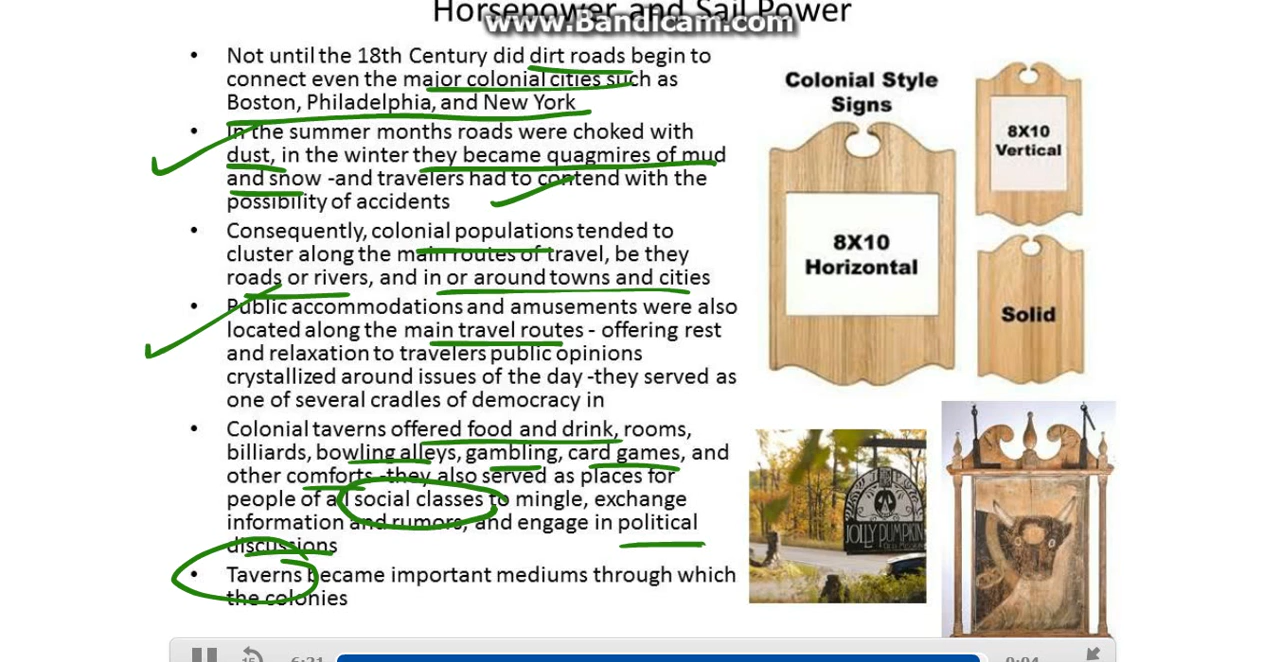 Horsepower and Sail Power
www.Bandicam.com
• Not until the 18th Century did dirt roads begin to
connect even the major colonial cities such as
Boston, Philadelphia, and New York
• In the summer months roads were choked with
dust, in the winter they became quagmires of mud
and snow -and travelers had to contend with the
possibility of accidents
• Consequently, colonial populations tended to
cluster along the main routes of travel, be they
roads or rivers, and in or around towns and cities
• Public accommodations and amusements were also
located along the main travel routes - offering rest
and relaxation to travelers public opinions
crystallized around issues of the day -they served as
one of several cradles of democracy in
• Colonial taverns offered food and drink, rooms,
billiards, bowling alleys, gambling, card games, and
other comforts -they also served as places for
people of all social classes to mingle, exchange
information and rumors, and engage in political
discussions
• Taverns became important mediums through which
the colonies
Colonial Style
Signs
8X10
Horizontal
8X10
Vertical
Solid
JOLLY PUMPKIN
15
6:21
0:04